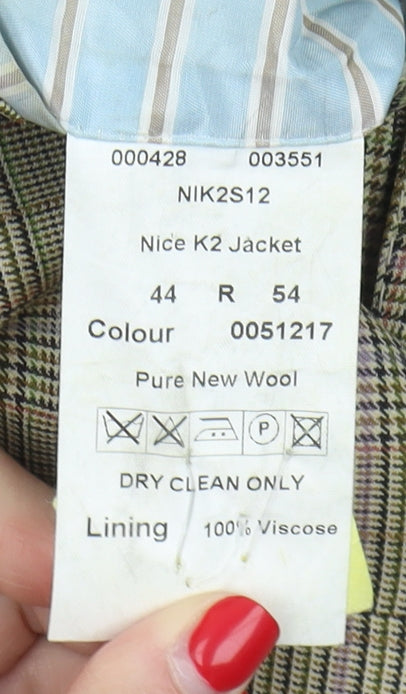 000428 003551
NIK2S12
Nice K2 Jacket
44 R 54
Colour 0051217
Pure New Wool
P
DRY CLEAN ONLY
Lining 100% Viscose